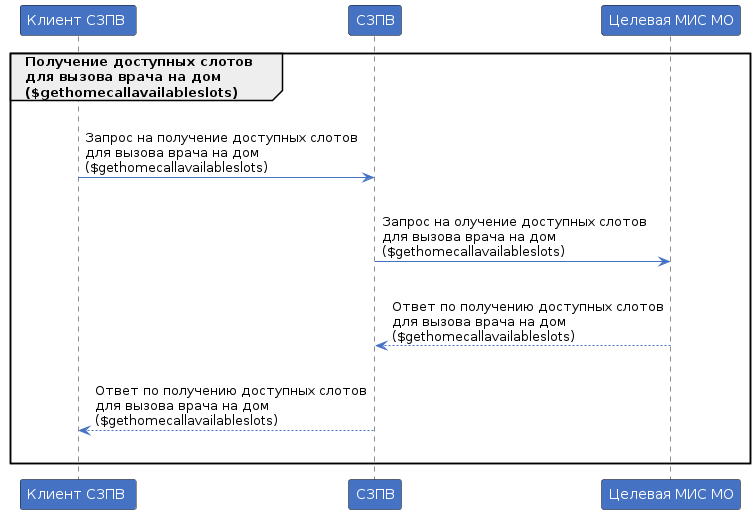 Клиент СЗПВ
СЗПВ
Целевая МИС МО
Получение доступных слотов
для вызова врача на дом
($gethomecallavailableslots)
Запрос на получение доступных слотов
для вызова врача на дом
($gethomecallavailableslots)
Запрос на олучение доступных слотов
для вызова врача на дом
($gethomecallavailableslots)
Ответ по получению доступных слотов
для вызова врача на дом
($gethomecallavailableslots)
Ответ по получению доступных слотов
для вызова врача на дом
($gethomecallavailableslots)
Клиент СЗПВ
СЗПВ
Целевая МИС МО